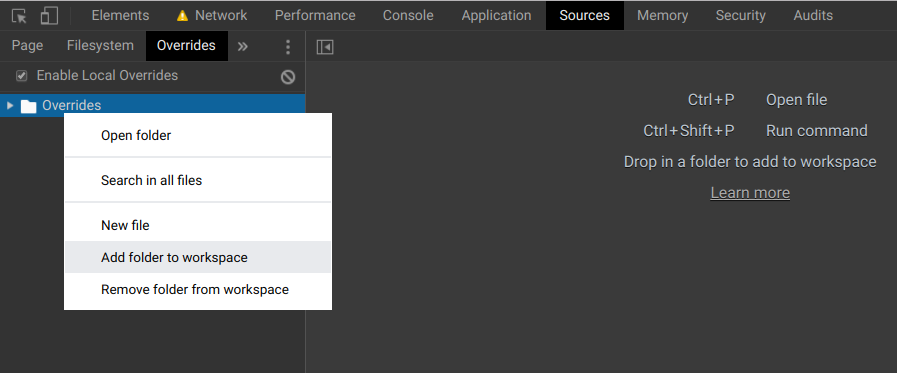 Elements Network Performance Console Application Sources Memory Security Audits
Page Filesystem Overrides »
Enable Local Overrides
Overrides
Open folder
Search in all files
New file
Add folder to workspace
Remove folder from workspace
Ctrl+P Open file
Ctrl+Shift+P Run command
Drop in a folder to add to workspace
Learn more